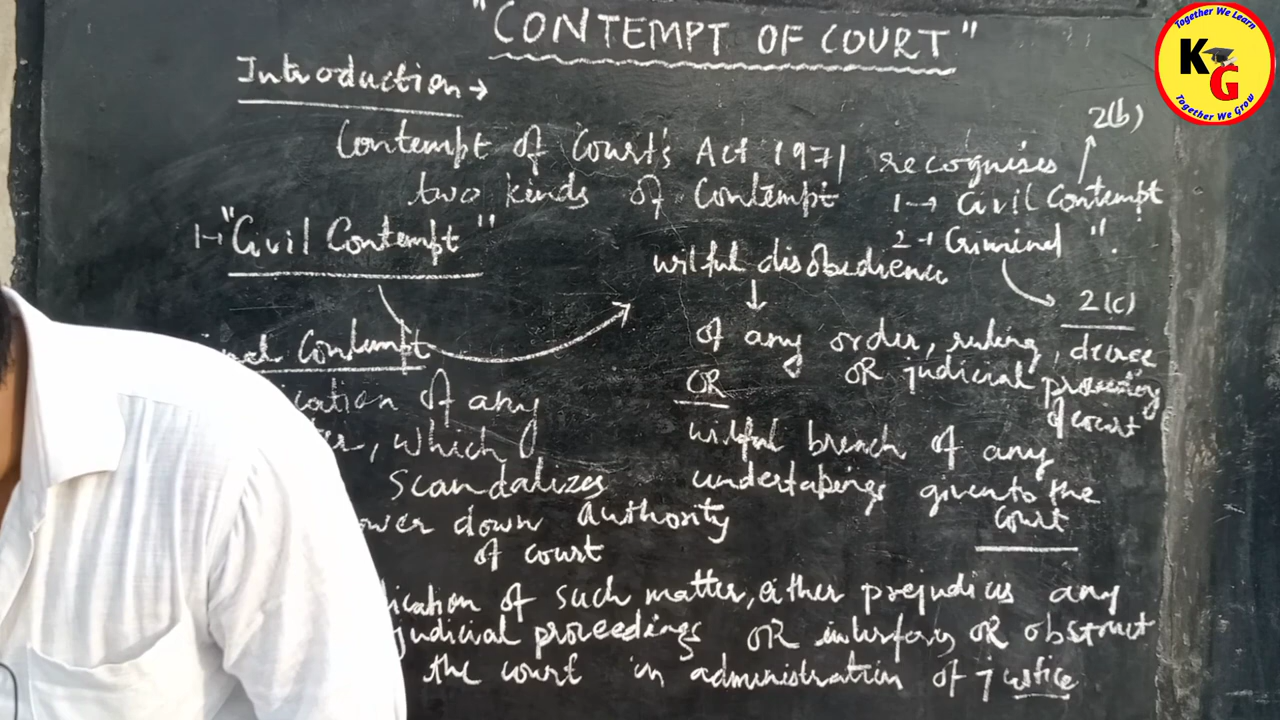 "CONTEMPT OF COURT"
Introduction →
Contempt of Court's Act 1971 recognises
two kinds of Contempt 1→ Civil Contempt
2(b)
2→ Criminal ".
2(c)
1→ "Civil Contempt"
wilful disobedience
of any order, ruling, decree
OR judicial
of court
OR
wilful breach of any
undertakings given to the
Court
Contempt
of any
which
Scandalizes
down authority
of court
of such matter, either prejudices any
judicial proceedings OR interfers OR obstruct
the court in administration of justice
Together We Learn
KG
Together We Grow